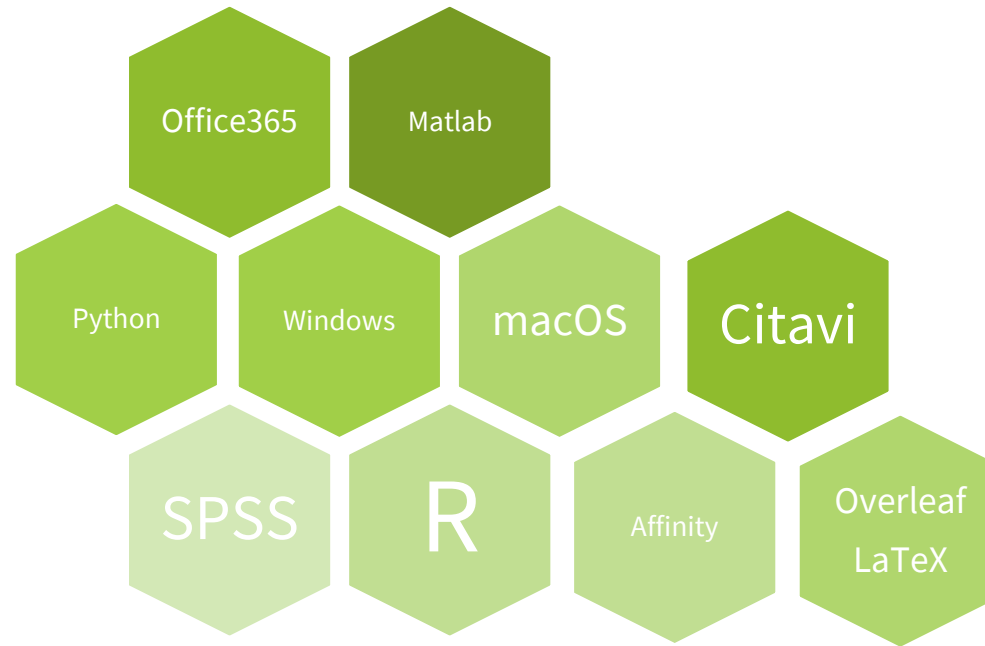 Office365
Matlab
Python
Windows
macOS
Citavi
SPSS
R
Affinity
Overleaf
LaTeX